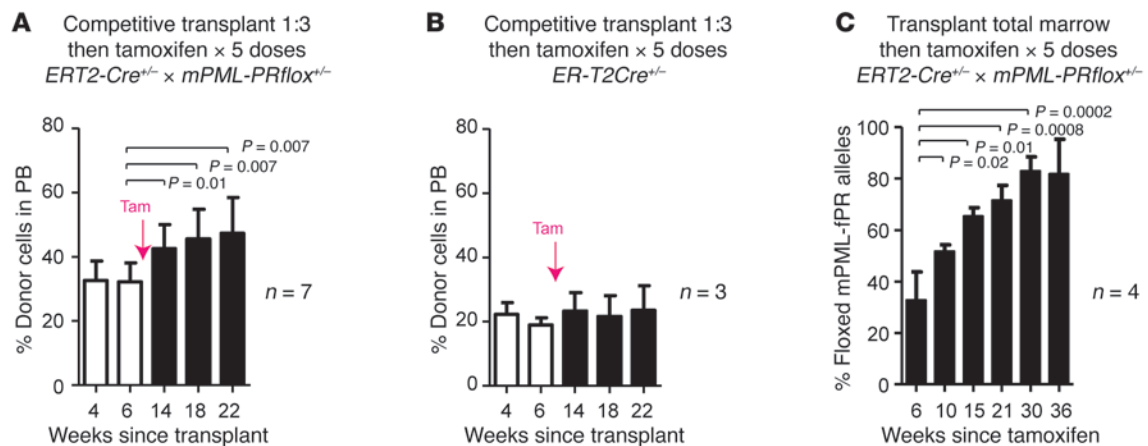 A
Competitive transplant 1:3
then tamoxifen × 5 doses
ERT2-Cre+/– × mPML-PRflox+/–
% Donor cells in PB
80
60
40
20
0
P = 0.007
P = 0.007
P = 0.01
Tam
n = 7
4 6 14 18 22
Weeks since transplant
B
Competitive transplant 1:3
then tamoxifen × 5 doses
ER-T2Cre+/–
% Donor cells in PB
80
60
40
20
0
Tam
n = 3
4 6 14 18 22
Weeks since transplant
C
Transplant total marrow
then tamoxifen × 5 doses
ERT2-Cre+/– × mPML-PRflox+/–
% Floxed mPML-fPR alleles
100
80
60
40
20
0
P = 0.0002
P = 0.0008
P = 0.01
P = 0.02
n = 4
6 10 15 21 30 36
Weeks since tamoxifen